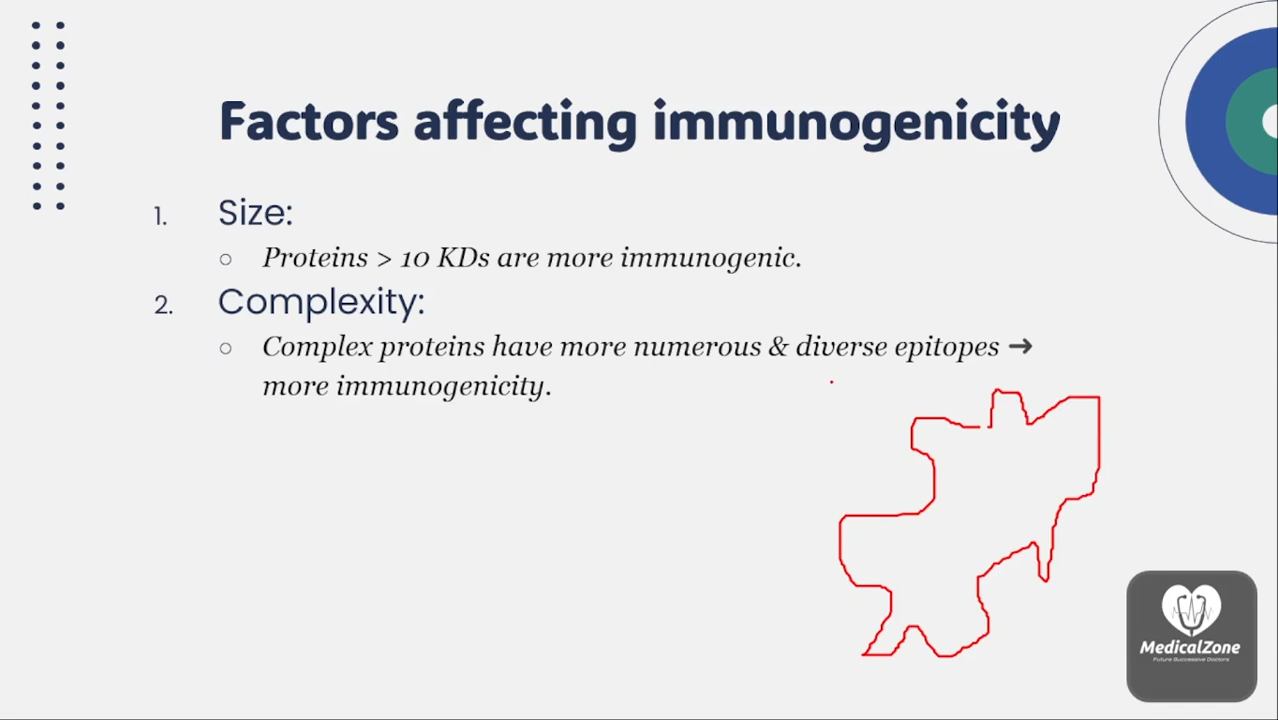 Factors affecting immunogenicity
1. Size:
○ Proteins > 10 KDs are more immunogenic.
2. Complexity:
○ Complex proteins have more numerous & diverse epitopes →
more immunogenicity.
MedicalZone
Future Successive Doctors